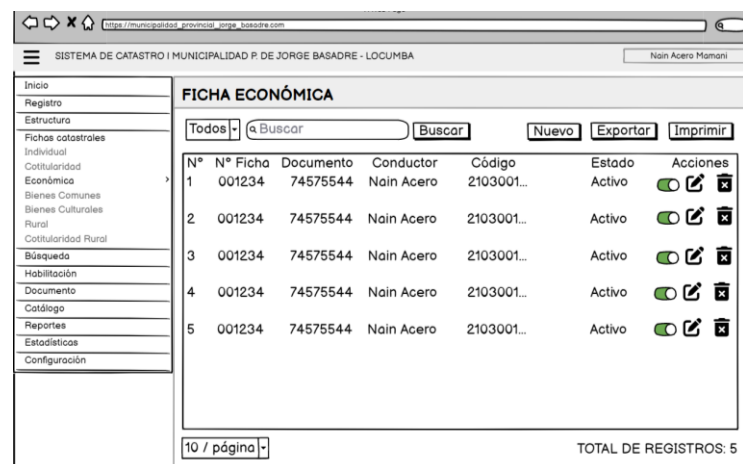 https://municipalidad_provincial_jorge_basadre.com
SISTEMA DE CATASTRO I MUNICIPALIDAD P. DE JORGE BASADRE - LOCUMBA
Nain Acero Mamani
Inicio
Registro
Estructura
Fichas catastrales
Individual
Cotitularidad
Económica
Bienes Comunes
Bienes Culturales
Rural
Cotitularidad Rural
Búsqueda
Habilitación
Documento
Catálogo
Reportes
Estadísticas
Configuración
FICHA ECONÓMICA
Todos Buscar Buscar Nuevo Exportar Imprimir
N° N° Ficha Documento Conductor Código Estado Acciones
1 001234 74575544 Nain Acero 2103001... Activo
2 001234 74575544 Nain Acero 2103001... Activo
3 001234 74575544 Nain Acero 2103001... Activo
4 001234 74575544 Nain Acero 2103001... Activo
5 001234 74575544 Nain Acero 2103001... Activo
10 / página TOTAL DE REGISTROS: 5